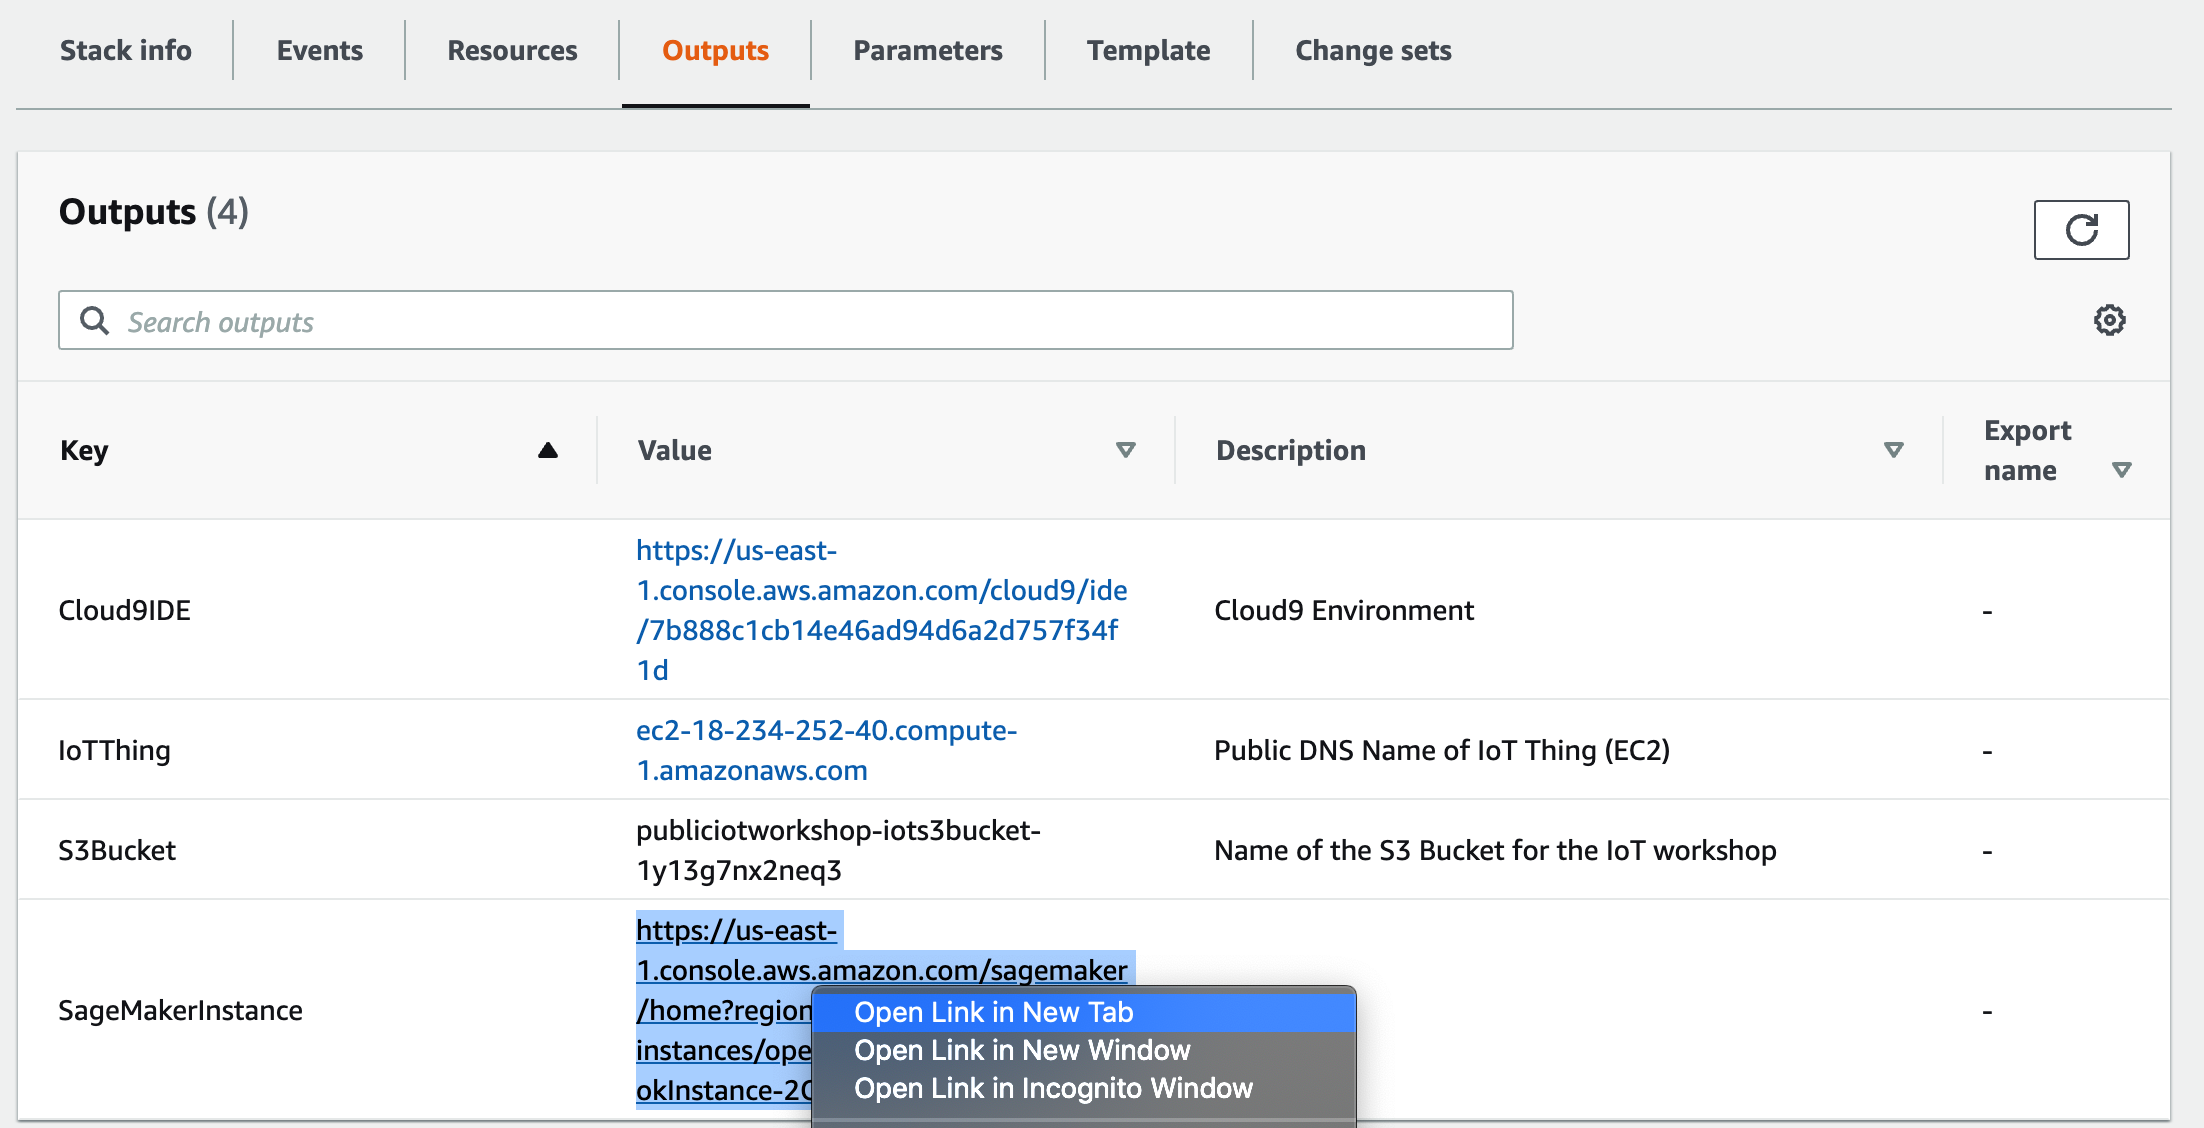 Stack info
Events
Resources
Outputs
Parameters
Template
Change sets
Outputs (4)
Search outputs
Key
Value
Description
Export
name
https://us-east-
1.console.aws.amazon.com/cloud9/ide
/7b888c1cb14e46ad94d6a2d757f34f
1d
Cloud9IDE
Cloud9 Environment
-
ec2-18-234-252-40.compute-
1.amazonaws.com
IoTThing
Public DNS Name of IoT Thing (EC2)
-
publiciotworkshop-iots3bucket-
1y13g7nx2neq3
S3Bucket
Name of the S3 Bucket for the IoT workshop
-
https://us-east-
1.console.aws.amazon.com/sagemaker
/home?region
instances/ope
okInstance-2
SageMakerInstance
-
Open Link in New Tab
Open Link in New Window
Open Link in Incognito Window